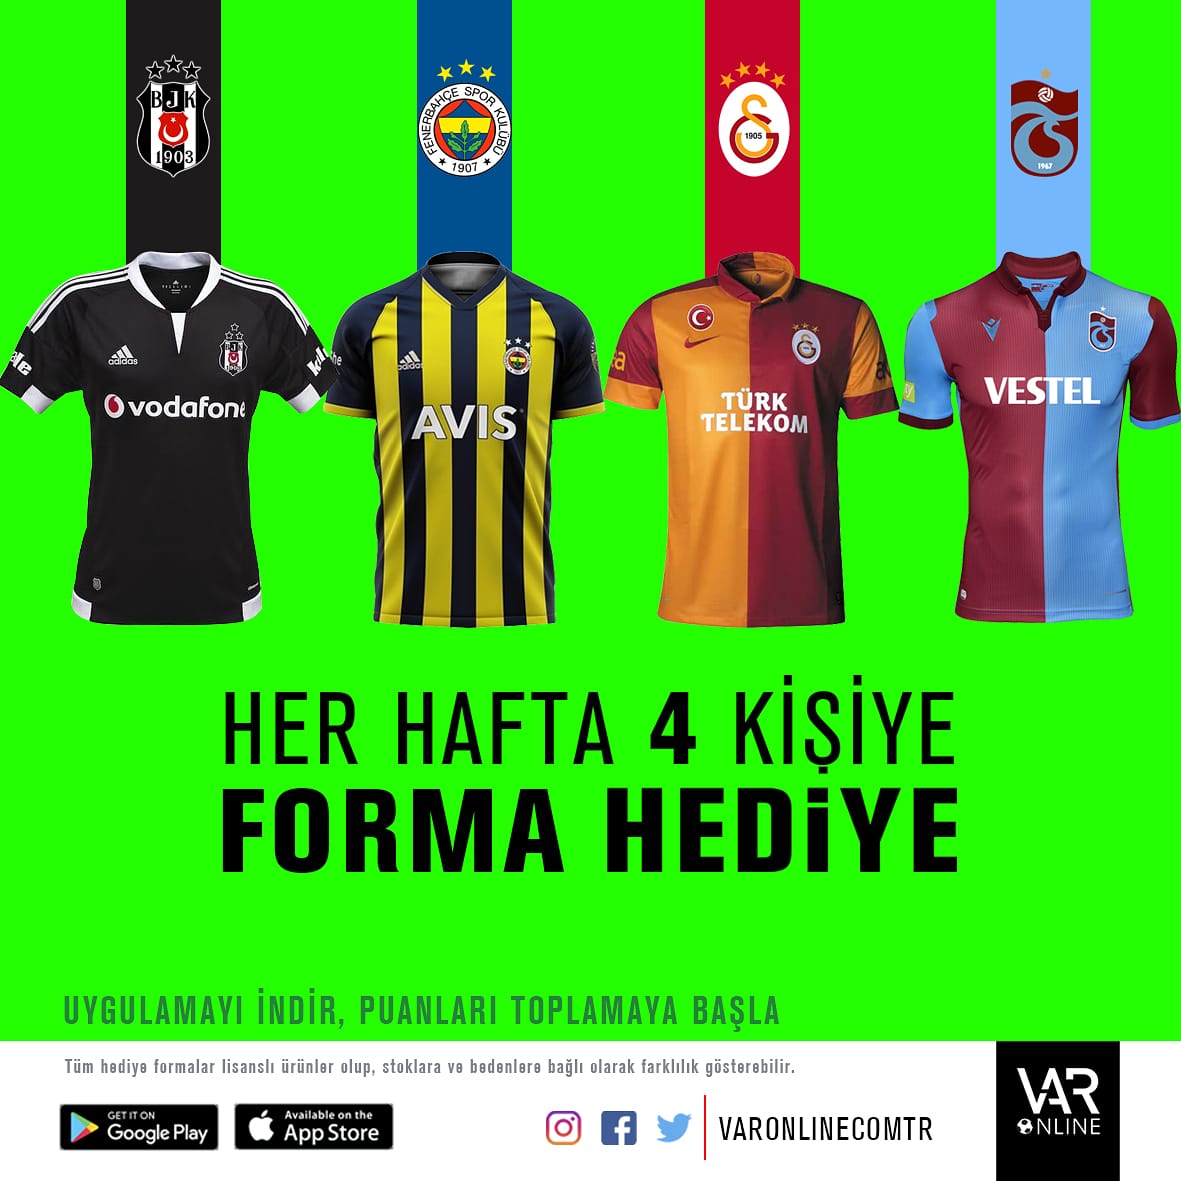 BJK
1903
FENERBAHÇE SPOR KULÜBÜ
1907
1905
1967
adidas
vodafone
adidas
AVIS
TÜRK
TELEKOM
VESTEL
HER HAFTA 4 KİŞİYE
FORMA HEDİYE
UYGULAMAYI İNDİR, PUANLARI TOPLAMAYA BAŞLA
Tüm hediye formalar lisanslı ürünler olup, stoklara ve bedenlere bağlı olarak farklılık gösterebilir.
GET IT ON
Google Play
Available on the
App Store
VARONLINECOMTR
VAR
ONLINE